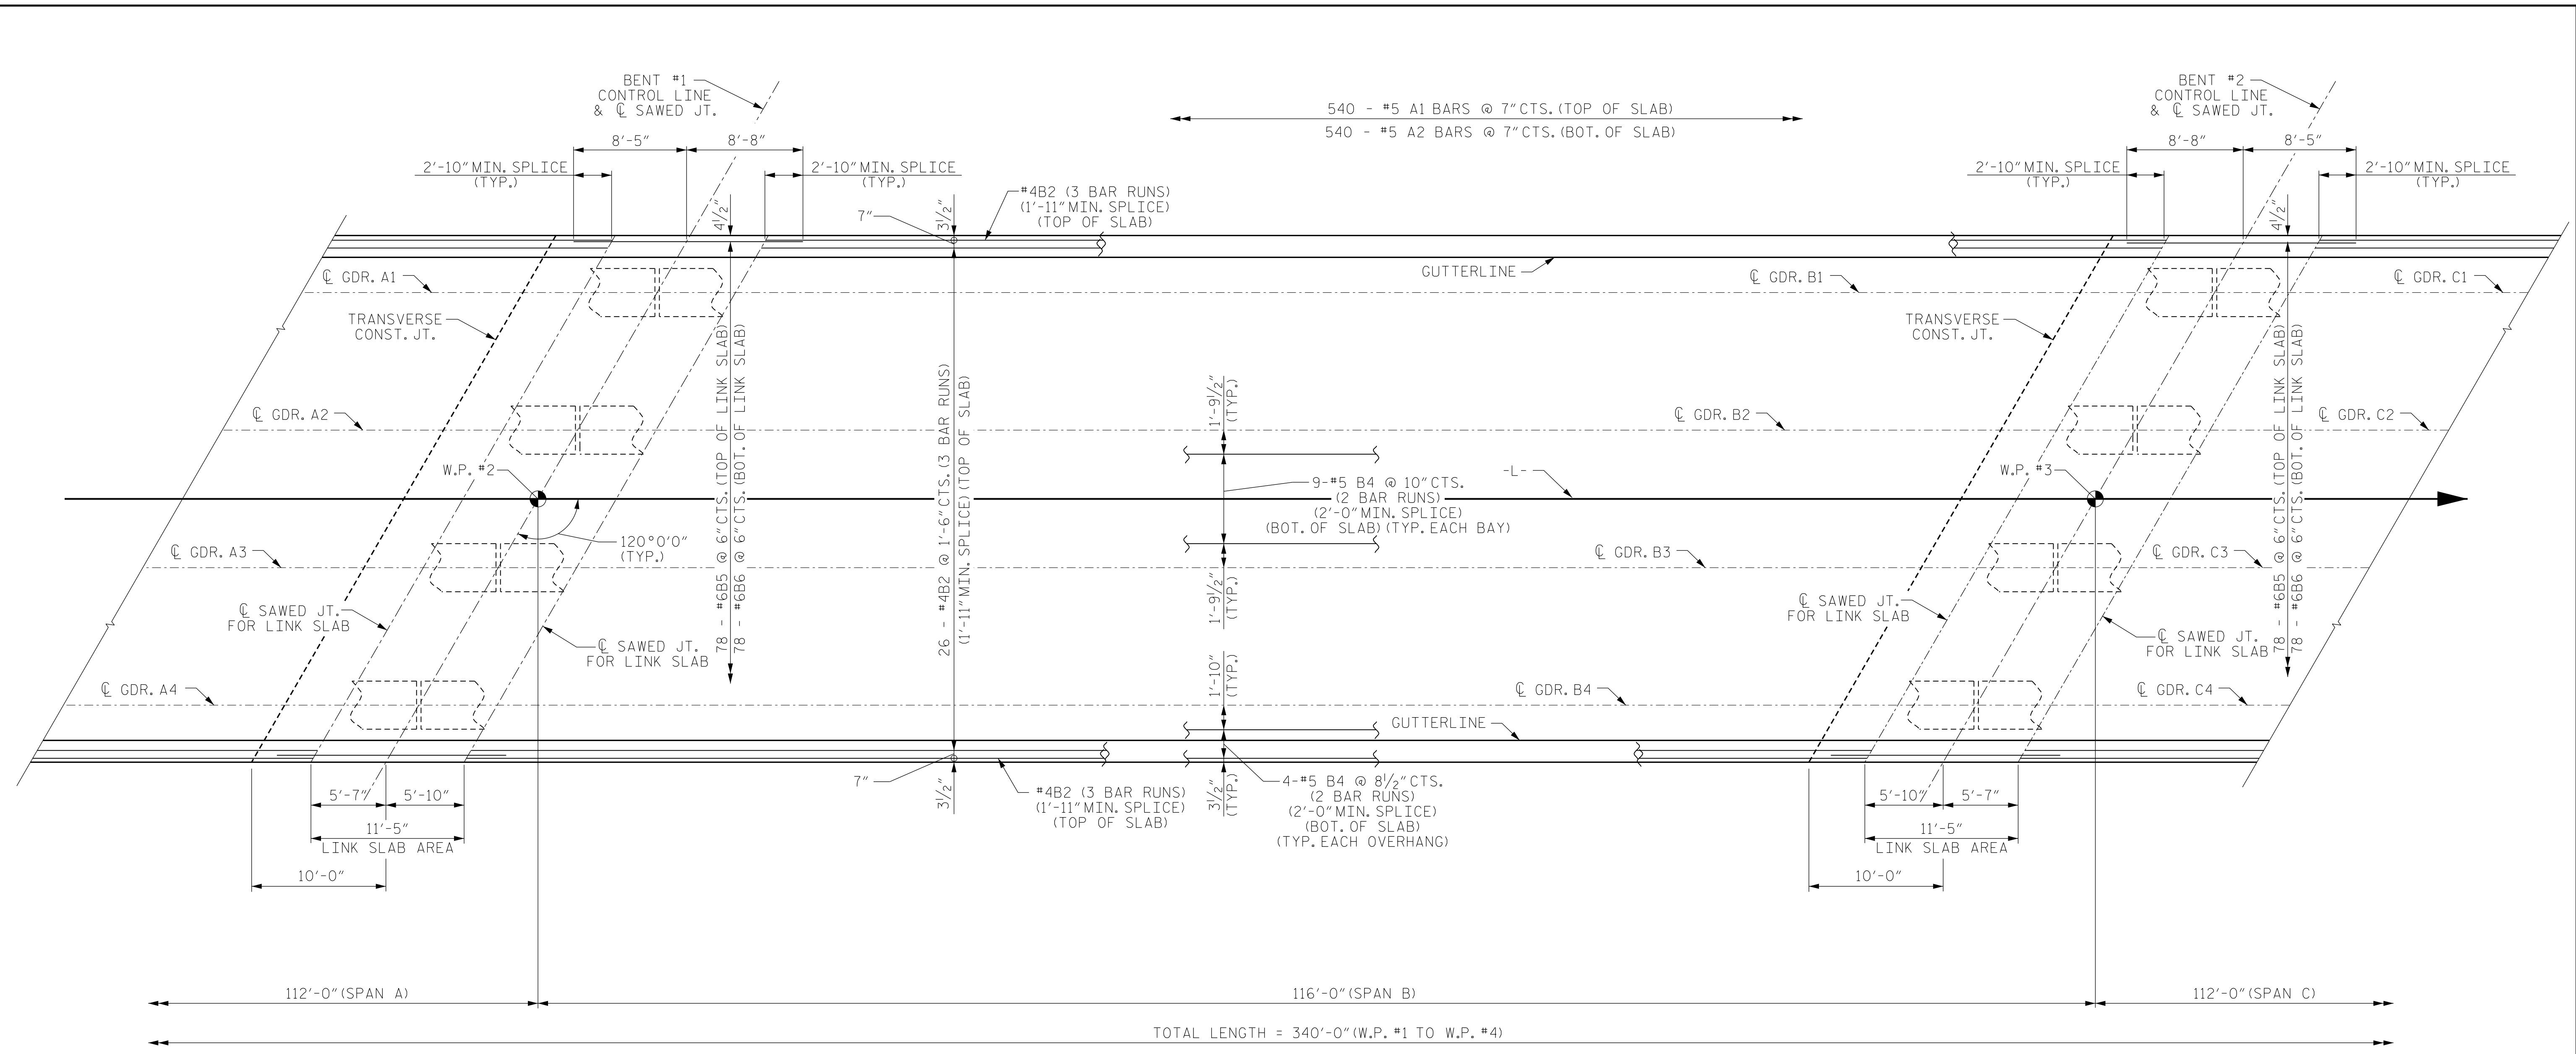 BENT #1
CONTROL LINE
& ℄ SAWED JT.
8'-5"
8'-8"
2'-10" MIN. SPLICE
(TYP.)
2'-10" MIN. SPLICE
(TYP.)
540 - #5 A1 BARS @ 7" CTS. (TOP OF SLAB)
540 - #5 A2 BARS @ 7" CTS. (BOT. OF SLAB)
BENT #2
CONTROL LINE
& ℄ SAWED JT.
8'-8"
8'-5"
2'-10" MIN. SPLICE
(TYP.)
2'-10" MIN. SPLICE
(TYP.)
4½"
7"
3½"
#4B2 (3 BAR RUNS)
(1'-11" MIN. SPLICE)
(TOP OF SLAB)
4½"
℄ GDR. A1
GUTTERLINE
℄ GDR. B1
℄ GDR. C1
TRANSVERSE
CONST. JT.
TRANSVERSE
CONST. JT.
78 - #6B5 @ 6" CTS. (TOP OF LINK SLAB)
78 - #6B6 @ 6" CTS. (BOT. OF LINK SLAB)
26 - #4B2 @ 1'-6" CTS. (3 BAR RUNS)
(1'-11" MIN. SPLICE) (TOP OF SLAB)
78 - #6B5 @ 6" CTS. (TOP OF LINK SLAB)
78 - #6B6 @ 6" CTS. (BOT. OF LINK SLAB)
℄ GDR. A2
1'-9½"
(TYP.)
℄ GDR. B2
℄ GDR. C2
W.P. #2
9-#5 B4 @ 10" CTS.
(2 BAR RUNS)
(2'-0" MIN. SPLICE)
(BOT. OF SLAB) (TYP. EACH BAY)
-L-
W.P. #3
120°0'0"
(TYP.)
℄ GDR. A3
℄ GDR. B3
℄ GDR. C3
1'-9½"
(TYP.)
℄ SAWED JT.
FOR LINK SLAB
℄ SAWED JT.
FOR LINK SLAB
℄ SAWED JT.
FOR LINK SLAB
℄ SAWED JT.
FOR LINK SLAB
℄ GDR. A4
1'-10"
(TYP.)
℄ GDR. B4
℄ GDR. C4
GUTTERLINE
7"
3½"
#4B2 (3 BAR RUNS)
(1'-11" MIN. SPLICE)
(TOP OF SLAB)
3½"
(TYP.)
4-#5 B4 @ 8½" CTS.
(2 BAR RUNS)
(2'-0" MIN. SPLICE)
(BOT. OF SLAB)
(TYP. EACH OVERHANG)
5'-7"
5'-10"
11'-5"
LINK SLAB AREA
10'-0"
5'-10"
5'-7"
11'-5"
LINK SLAB AREA
10'-0"
112'-0" (SPAN A)
116'-0" (SPAN B)
112'-0" (SPAN C)
TOTAL LENGTH = 340'-0" (W.P. #1 TO W.P. #4)